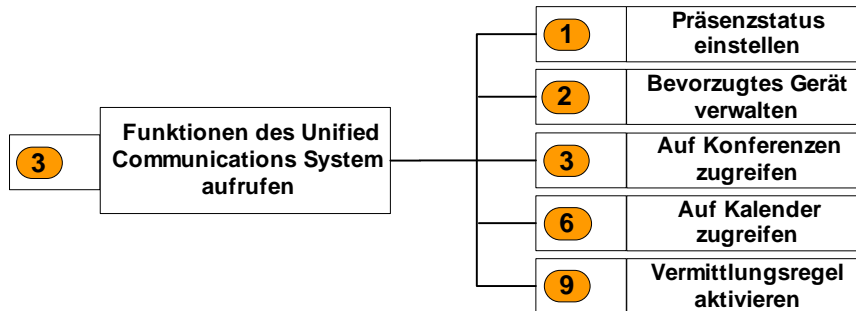 3
Funktionen des Unified
Communications System
aufrufen
1
Präsenzstatus
einstellen
2
Bevorzugtes Gerät
verwalten
3
Auf Konferenzen
zugreifen
6
Auf Kalender
zugreifen
9
Vermittlungsregel
aktivieren